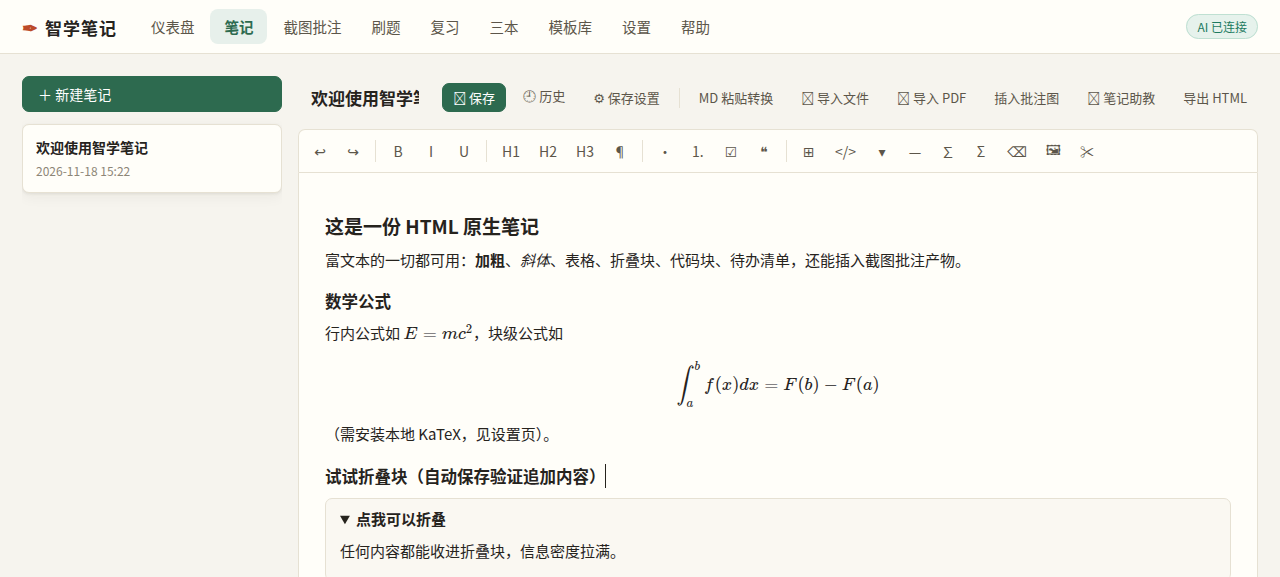 智学笔记 仪表盘 笔记 截图批注 刷题 复习 三本 模板库 设置 帮助 AI 已连接
＋ 新建笔记
欢迎使用智学笔记
2026-11-18 15:22
欢迎使用智学 保存 历史 保存设置 MD 粘贴转换 导入文件 导入 PDF 插入批注图 笔记助教 导出 HTML
↩ ↪ B I U H1 H2 H3 ¶ • 1. ☑ ❝ ⊞ </> ▾ — ∑ Σ ⌫ 🖼 ✂
这是一份 HTML 原生笔记
富文本的一切都可用：加粗、斜体、表格、折叠块、代码块、待办清单，还能插入截图批注产物。
数学公式
行内公式如 E = mc²，块级公式如
∫_a^b f(x)dx = F(b) − F(a)
（需安装本地 KaTeX，见设置页）。
试试折叠块（自动保存验证追加内容）
▼ 点我可以折叠
任何内容都能收进折叠块，信息密度拉满。